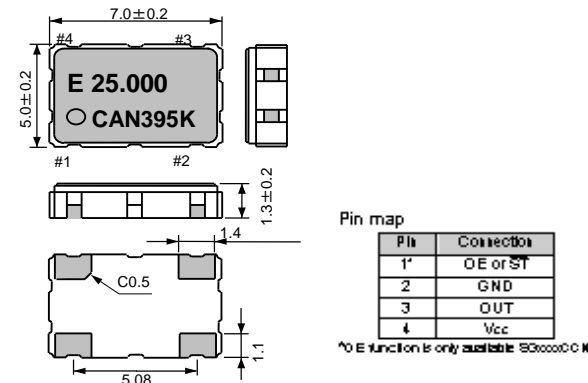 7.0±0.2
#4 #3
5.0±0.2
E 25.000
CAN395K
#1 #2
1.3±0.2
1.4
C0.5
1.1
5.08
Pin map
Pin Connection
1* OE or ST
2 GND
3 OUT
4 Vcc
*OE function is only available